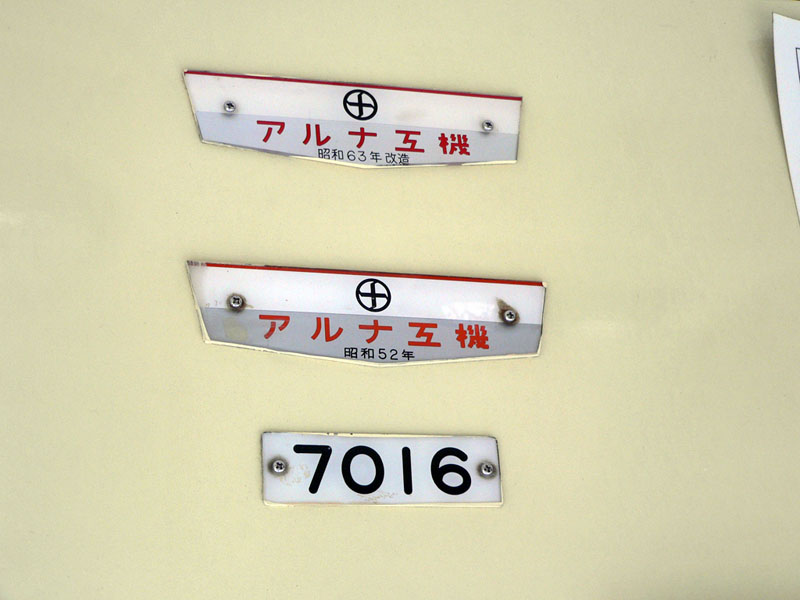 アルナ工機
昭和63年改造
アルナ工機
昭和52年
7016